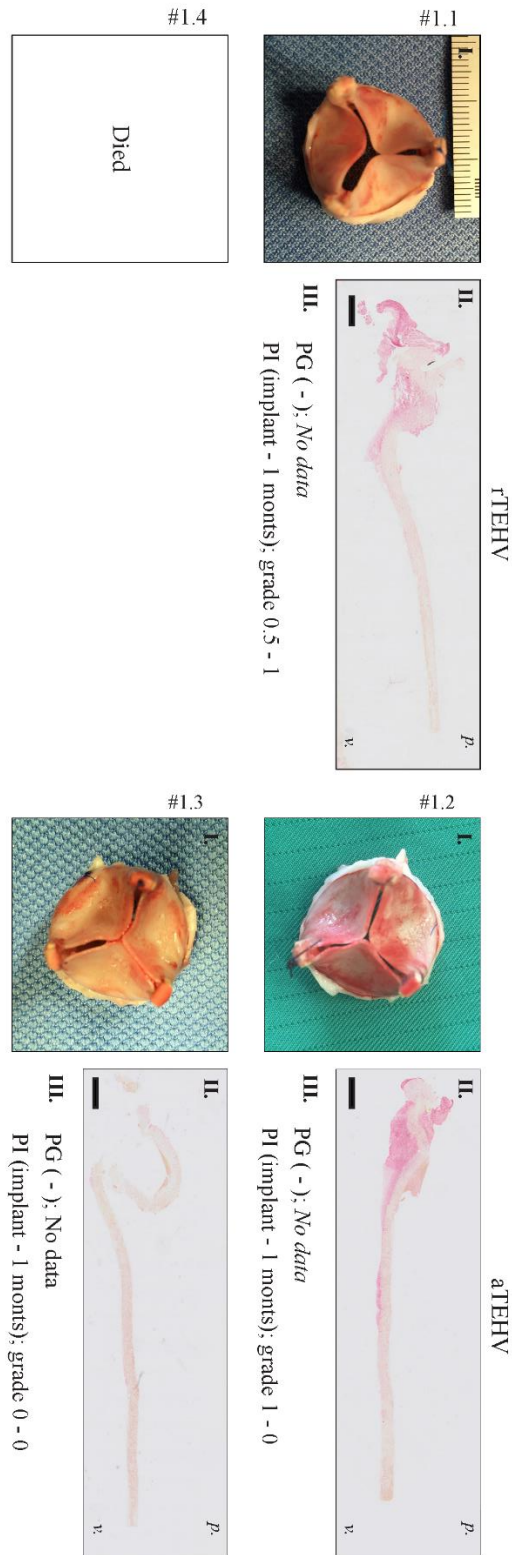 rTEHV
#1.1
I.
II.
p.
v.
III. PG ( - ); No data
PI (implant - 1 monts); grade 0.5 - 1
#1.4
Died
aTEHV
#1.2
I.
II.
p.
v.
III. PG ( - ); No data
PI (implant - 1 monts); grade 1 - 0
#1.3
I.
II.
p.
v.
III. PG ( - ); No data
PI (implant - 1 monts); grade 0 - 0